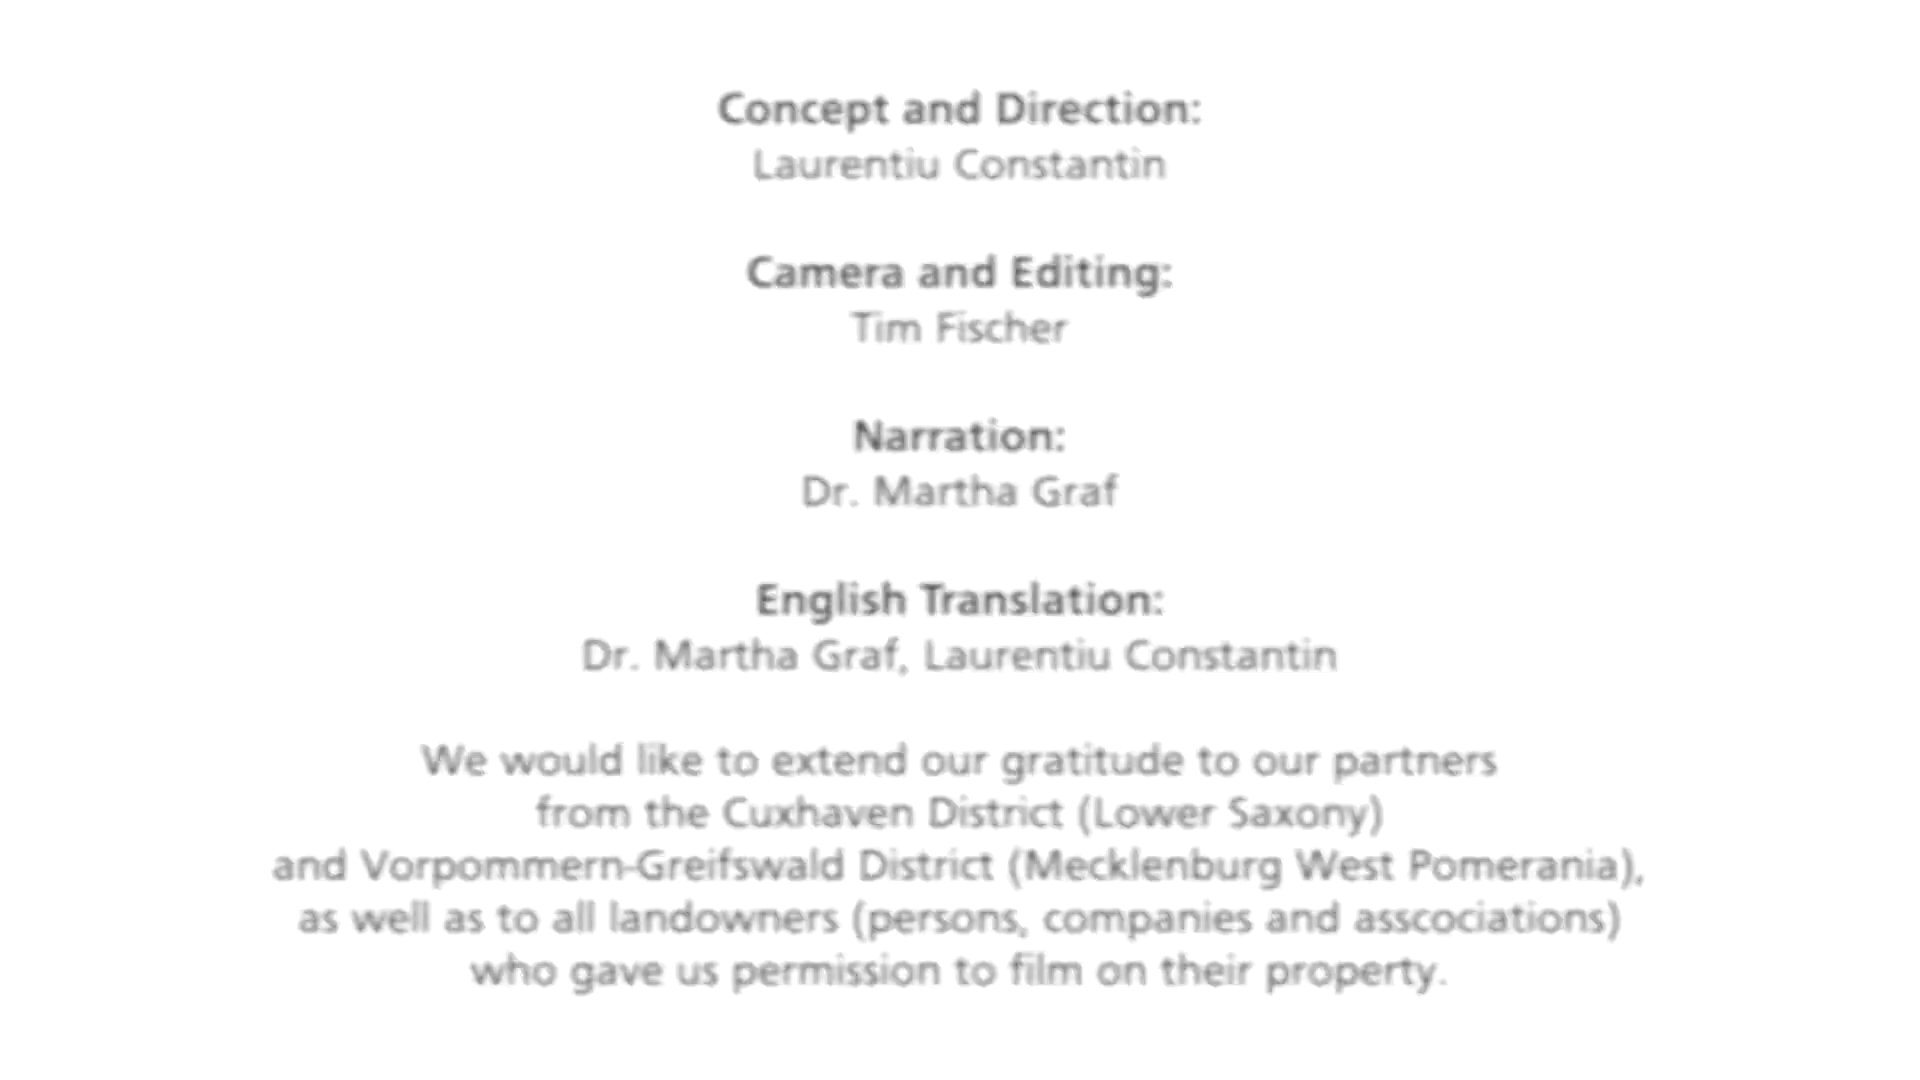 Concept and Direction:
Laurentiu Constantin
Camera and Editing:
Tim Fischer
Narration:
Dr. Martha Graf
English Translation:
Dr. Martha Graf, Laurentiu Constantin
We would like to extend our gratitude to our partners
from the Cuxhaven District (Lower Saxony)
and Vorpommern-Greifswald District (Mecklenburg West Pomerania),
as well as to all landowners (persons, companies and asscociations)
who gave us permission to film on their property.